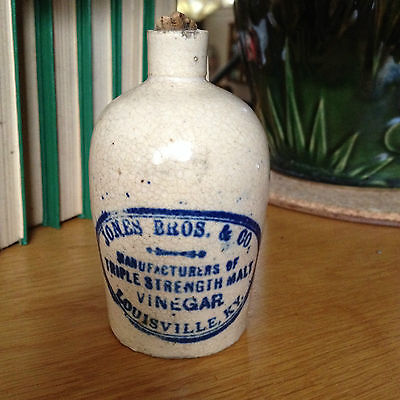 JONES BROS. & CO.
MANUFACTURERS OF
TRIPLE STRENGTH MALT
VINEGAR
LOUISVILLE, KY.